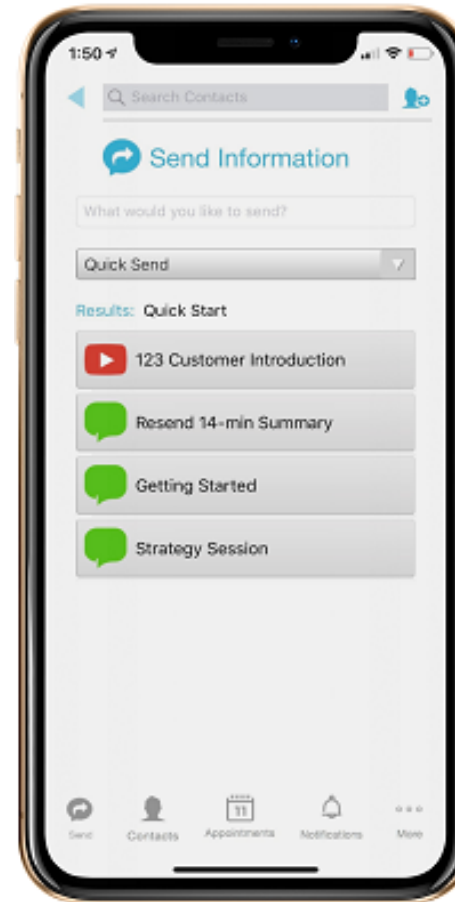 1:50
Search Contacts
Send Information
What would you like to send?
Quick Send
Results: Quick Start
123 Customer Introduction
Resend 14-min Summary
Getting Started
Strategy Session
11
Send Contacts Appointments Notifications More